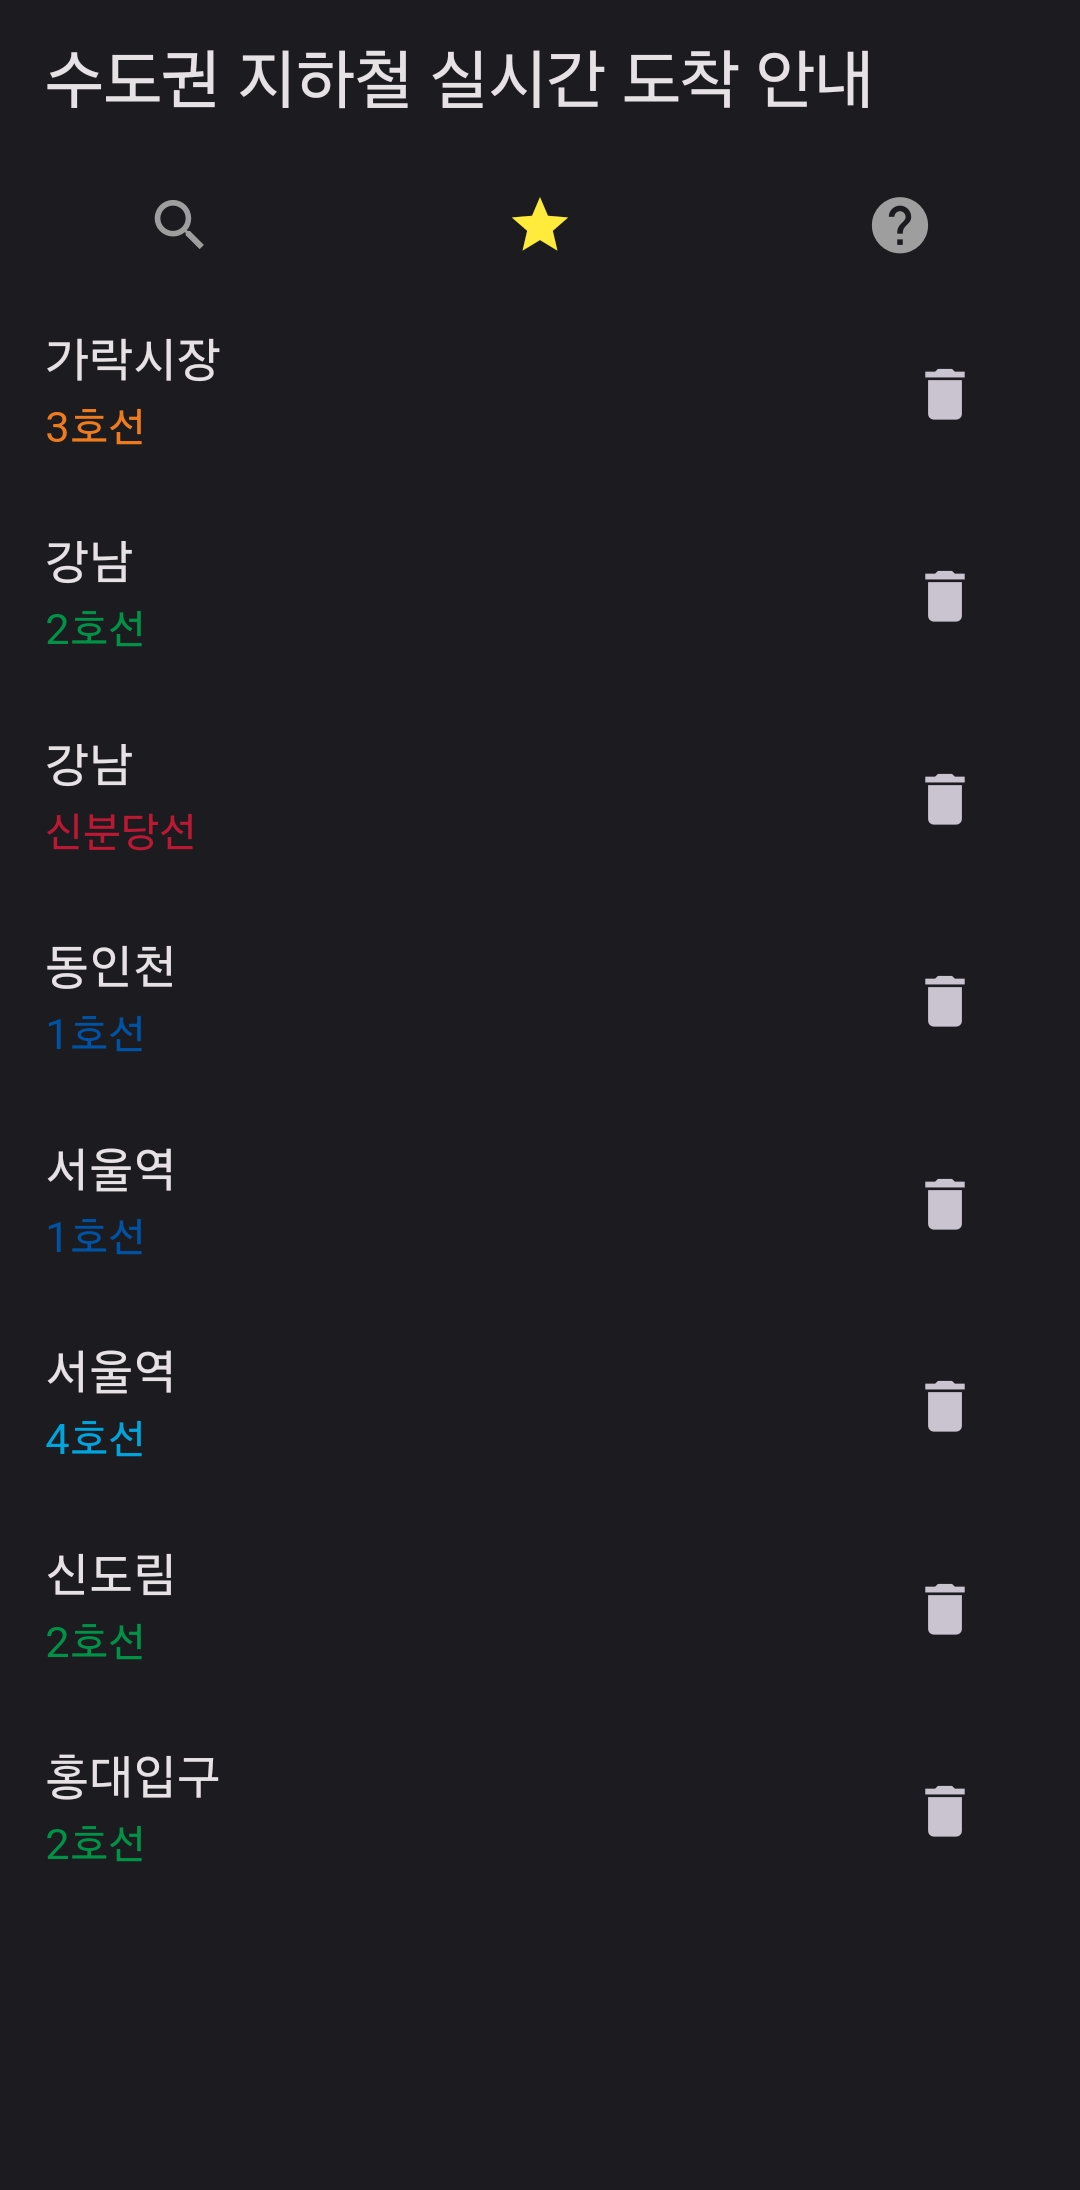 수도권 지하철 실시간 도착 안내
가락시장
3호선
강남
2호선
강남
신분당선
동인천
1호선
서울역
1호선
서울역
4호선
신도림
2호선
홍대입구
2호선